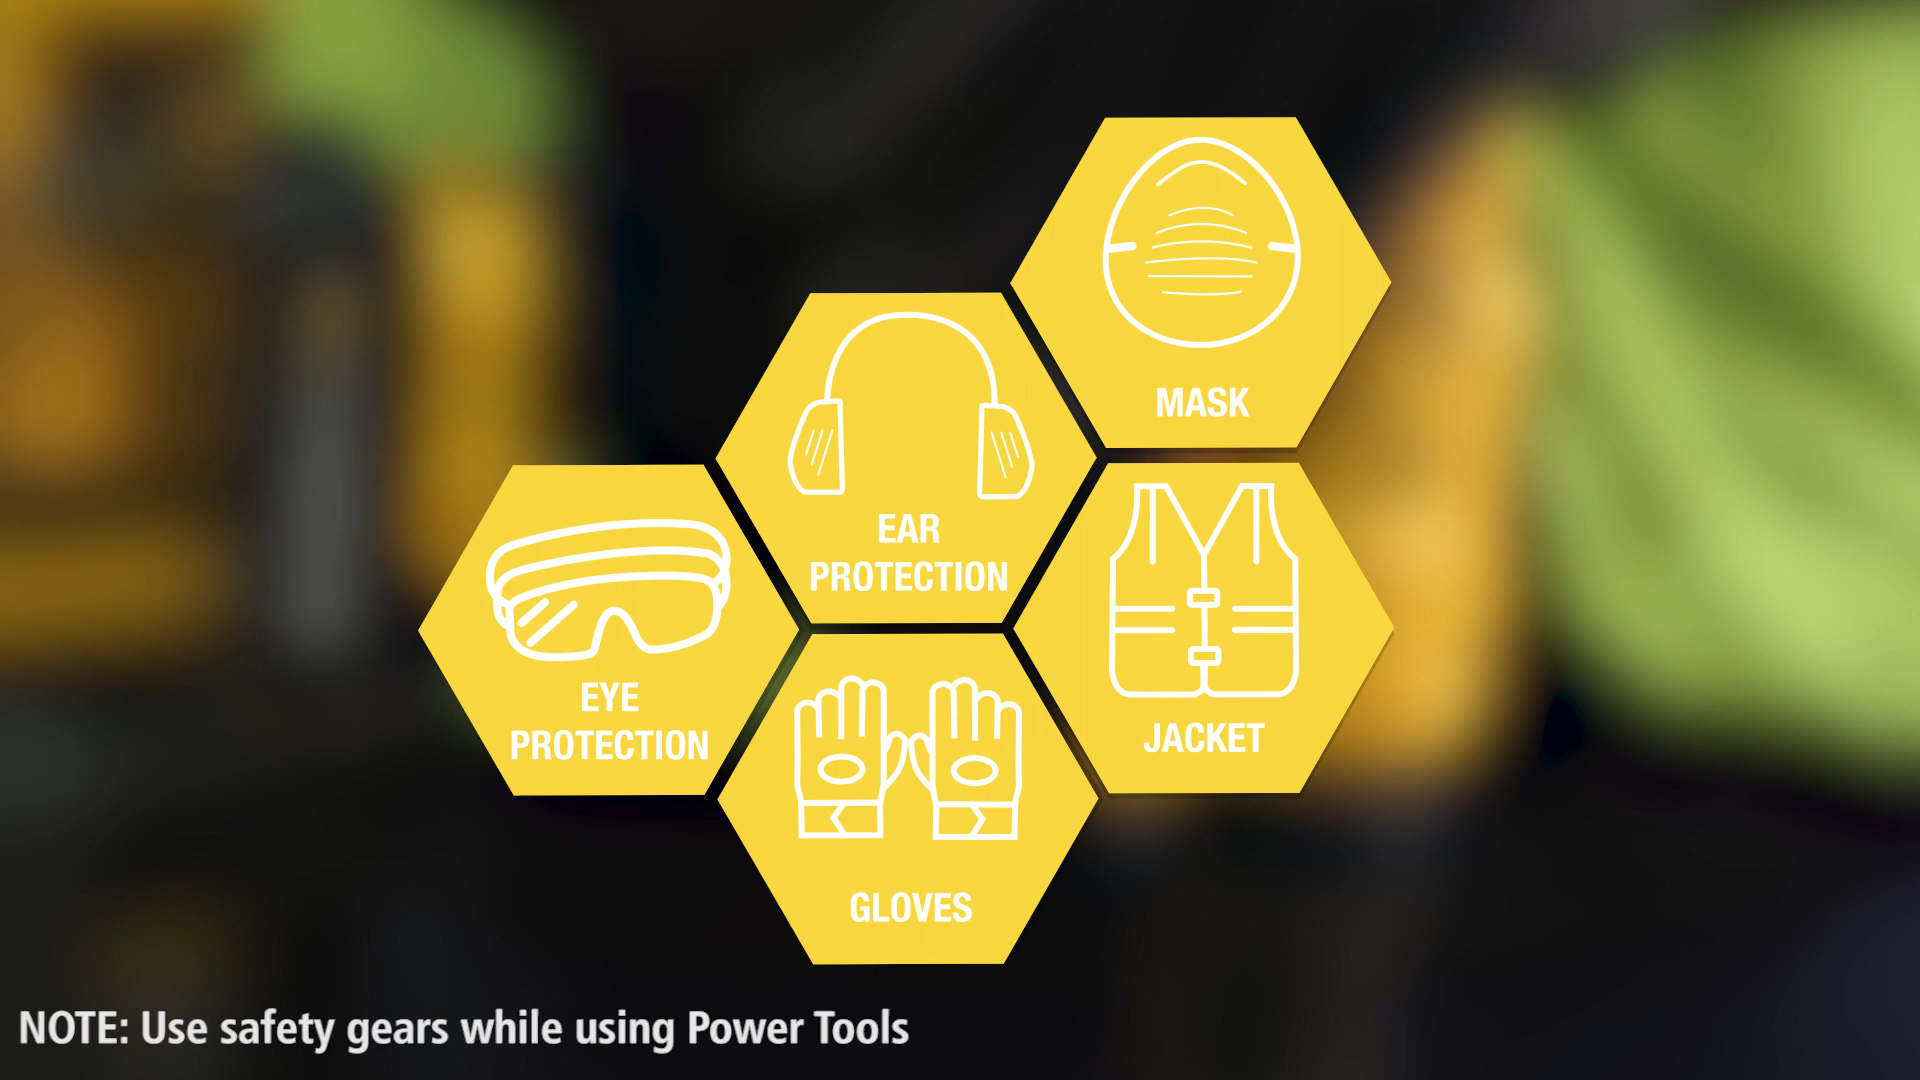 MASK
EAR
PROTECTION
EYE
PROTECTION
JACKET
GLOVES
NOTE: Use safety gears while using Power Tools